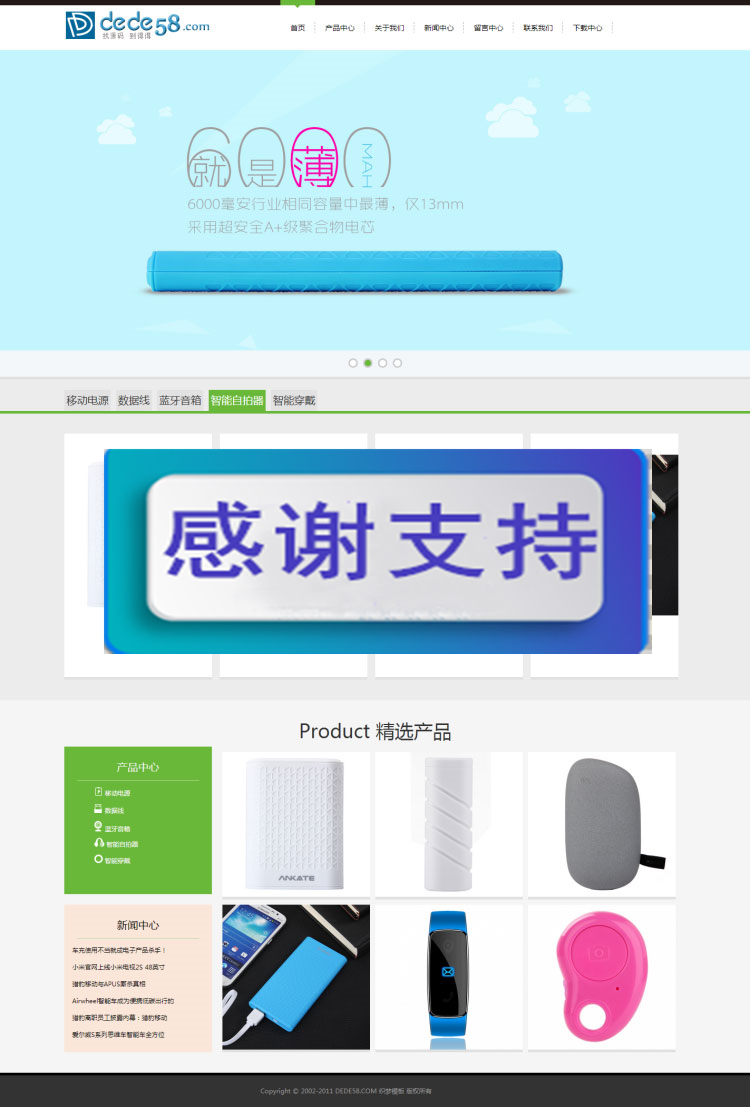 dede58.com
找源码 到得得
首页 产品中心 关于我们 新闻中心 留言中心 联系我们 下载中心
就是薄 MAH
6000毫安行业相同容量中最薄，仅13mm
采用超安全A+级聚合物电芯
移动电源 数据线 蓝牙音箱 智能自拍器 智能穿戴
感谢支持
Product 精选产品
产品中心
移动电源
数据线
蓝牙音箱
智能自拍器
智能穿戴
ANKATE
新闻中心
车充使用不当就成电子产品杀手！
小米官网上线小米电视2S 48英寸
猎豹移动与APUS厮杀真相
Airwheel智能车成为便携低碳出行的
猎豹离职员工披露内幕：猎豹移动
爱尔威S系列思维车智能车全方位
Copyright © 2002-2011 DEDE58.COM 织梦模板 版权所有